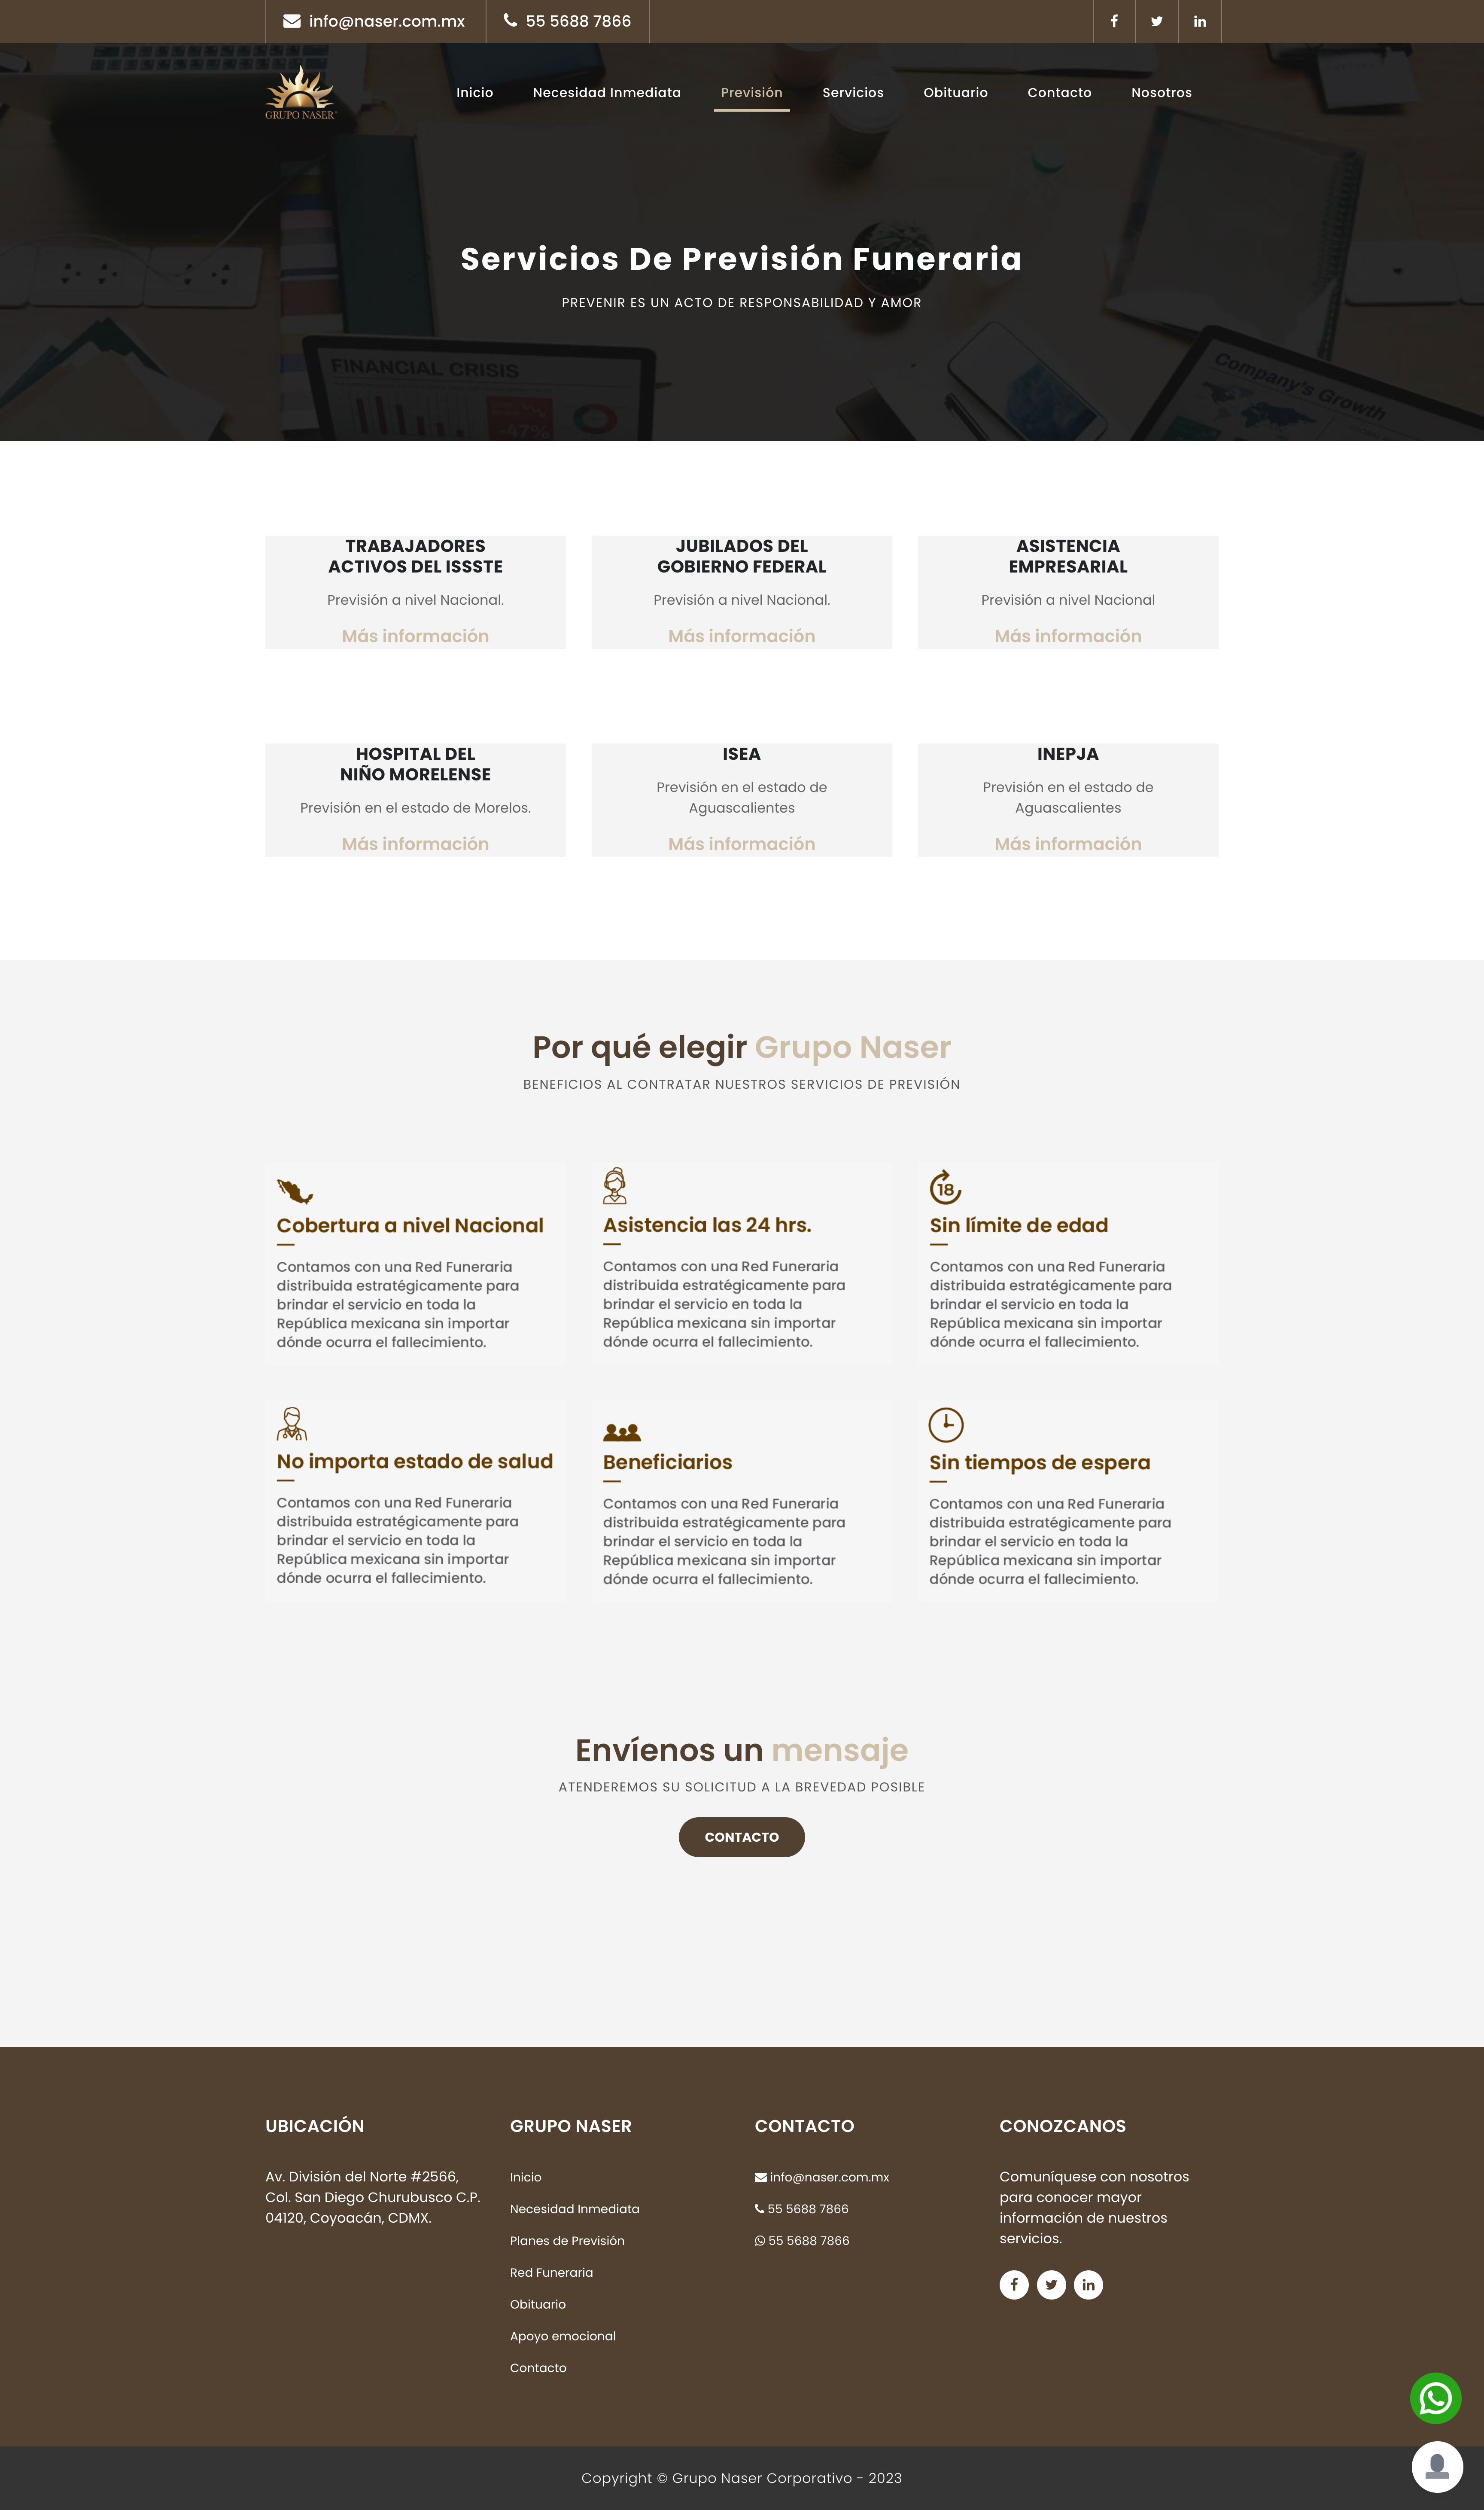 info@naser.com.mx
55 5688 7866
GRUPO NASER
Inicio
Necesidad Inmediata
Previsión
Servicios
Obituario
Contacto
Nosotros
Servicios De Previsión Funeraria
PREVENIR ES UN ACTO DE RESPONSABILIDAD Y AMOR
FINANCIAL CRISIS
-47%
Company's Growth
TRABAJADORES
ACTIVOS DEL ISSSTE
Previsión a nivel Nacional.
Más información
JUBILADOS DEL
GOBIERNO FEDERAL
Previsión a nivel Nacional.
Más información
ASISTENCIA
EMPRESARIAL
Previsión a nivel Nacional
Más información
HOSPITAL DEL
NIÑO MORELENSE
Previsión en el estado de Morelos.
Más información
ISEA
Previsión en el estado de
Aguascalientes
Más información
INEPJA
Previsión en el estado de
Aguascalientes
Más información
Por qué elegir Grupo Naser
BENEFICIOS AL CONTRATAR NUESTROS SERVICIOS DE PREVISIÓN
Cobertura a nivel Nacional
Contamos con una Red Funeraria
distribuida estratégicamente para
brindar el servicio en toda la
República mexicana sin importar
dónde ocurra el fallecimiento.
Asistencia las 24 hrs.
Contamos con una Red Funeraria
distribuida estratégicamente para
brindar el servicio en toda la
República mexicana sin importar
dónde ocurra el fallecimiento.
18
Sin límite de edad
Contamos con una Red Funeraria
distribuida estratégicamente para
brindar el servicio en toda la
República mexicana sin importar
dónde ocurra el fallecimiento.
No importa estado de salud
Contamos con una Red Funeraria
distribuida estratégicamente para
brindar el servicio en toda la
República mexicana sin importar
dónde ocurra el fallecimiento.
Beneficiarios
Contamos con una Red Funeraria
distribuida estratégicamente para
brindar el servicio en toda la
República mexicana sin importar
dónde ocurra el fallecimiento.
Sin tiempos de espera
Contamos con una Red Funeraria
distribuida estratégicamente para
brindar el servicio en toda la
República mexicana sin importar
dónde ocurra el fallecimiento.
Envíenos un mensaje
ATENDEREMOS SU SOLICITUD A LA BREVEDAD POSIBLE
CONTACTO
UBICACIÓN
Av. División del Norte #2566,
Col. San Diego Churubusco C.P.
04120, Coyoacán, CDMX.
GRUPO NASER
Inicio
Necesidad Inmediata
Planes de Previsión
Red Funeraria
Obituario
Apoyo emocional
Contacto
CONTACTO
info@naser.com.mx
55 5688 7866
55 5688 7866
CONOZCANOS
Comuníquese con nosotros
para conocer mayor
información de nuestros
servicios.
Copyright © Grupo Naser Corporativo - 2023